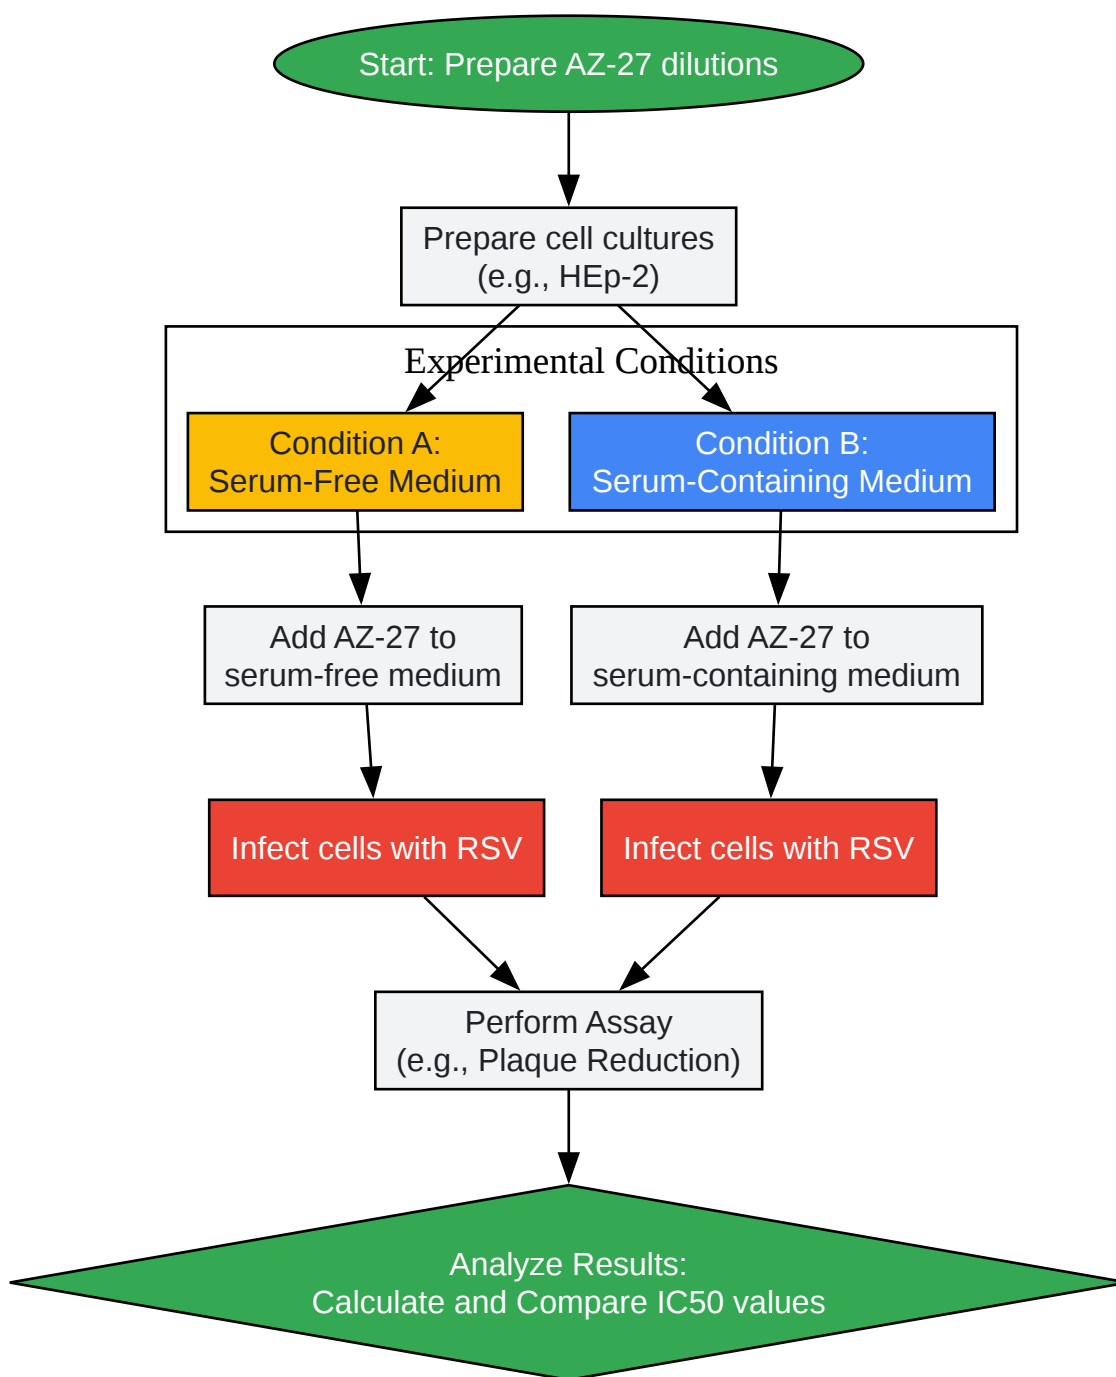 Start: Prepare AZ-27 dilutions
Prepare cell cultures
(e.g., HEp-2)
Experimental Conditions
Condition A:
Serum-Free Medium
Condition B:
Serum-Containing Medium
Add AZ-27 to
serum-free medium
Add AZ-27 to
serum-containing medium
Infect cells with RSV
Infect cells with RSV
Perform Assay
(e.g., Plaque Reduction)
Analyze Results:
Calculate and Compare IC50 values